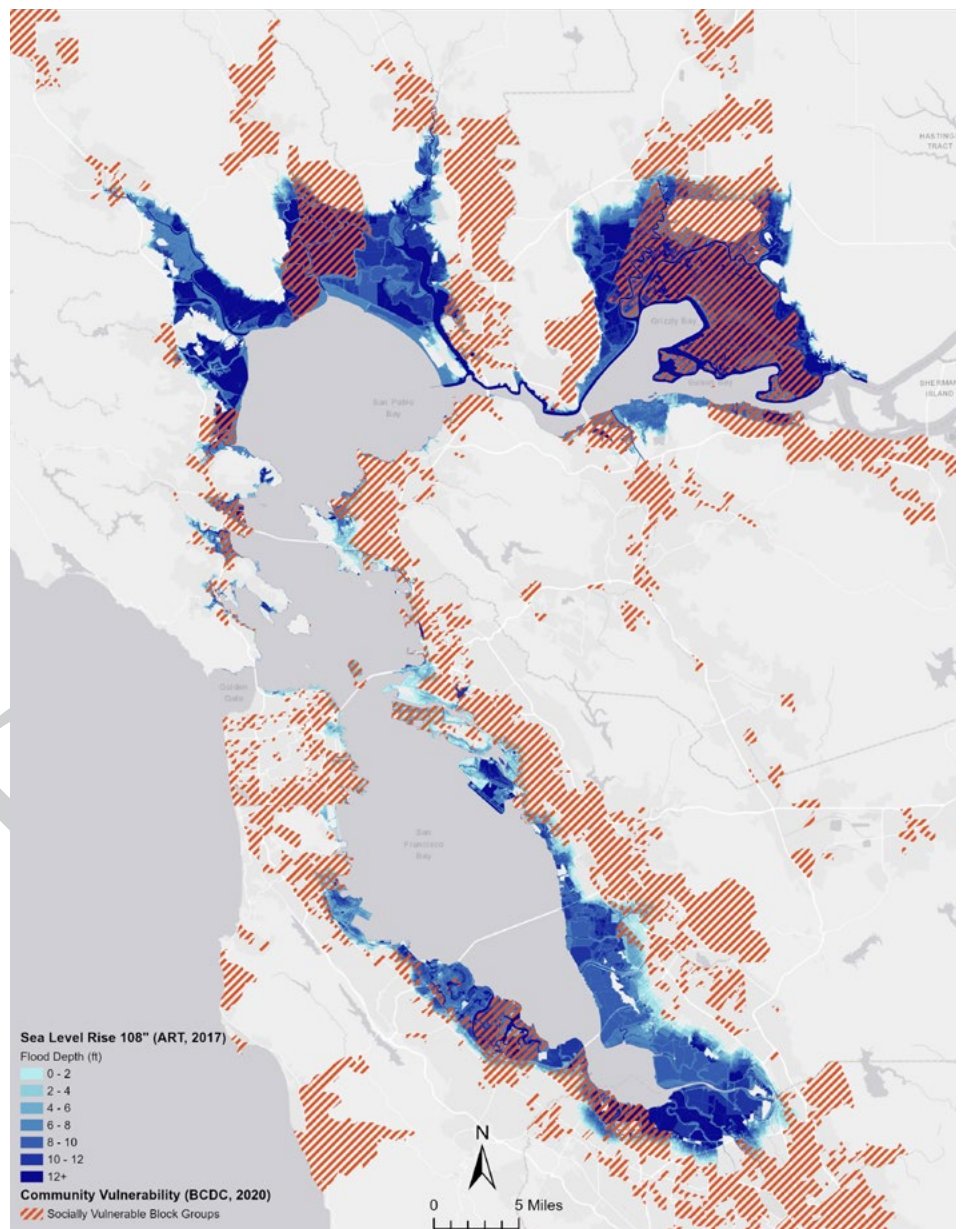 HASTINGS
TRACT
Grizzly Bay
SHERMAN
ISLAND
Suisun Bay
San Pablo
Bay
Golden
Gate
San
Francisco
Bay
Sea Level Rise 108" (ART, 2017)
Flood Depth (ft)
0 - 2
2 - 4
4 - 6
6 - 8
8 - 10
10 - 12
12+
Community Vulnerability (BCDC, 2020)
Socially Vulnerable Block Groups
N
0 5 Miles